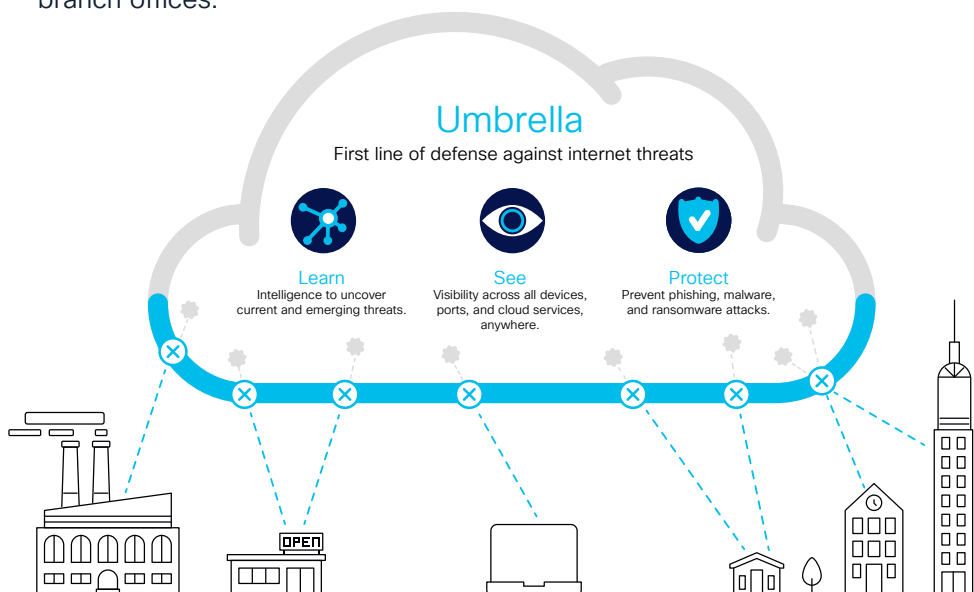 branch offices.
Umbrella
First line of defense against internet threats
Learn
Intelligence to uncover
current and emerging threats.
See
Visibility across all devices,
ports, and cloud services,
anywhere.
Protect
Prevent phishing, malware,
and ransomware attacks.
OPEN